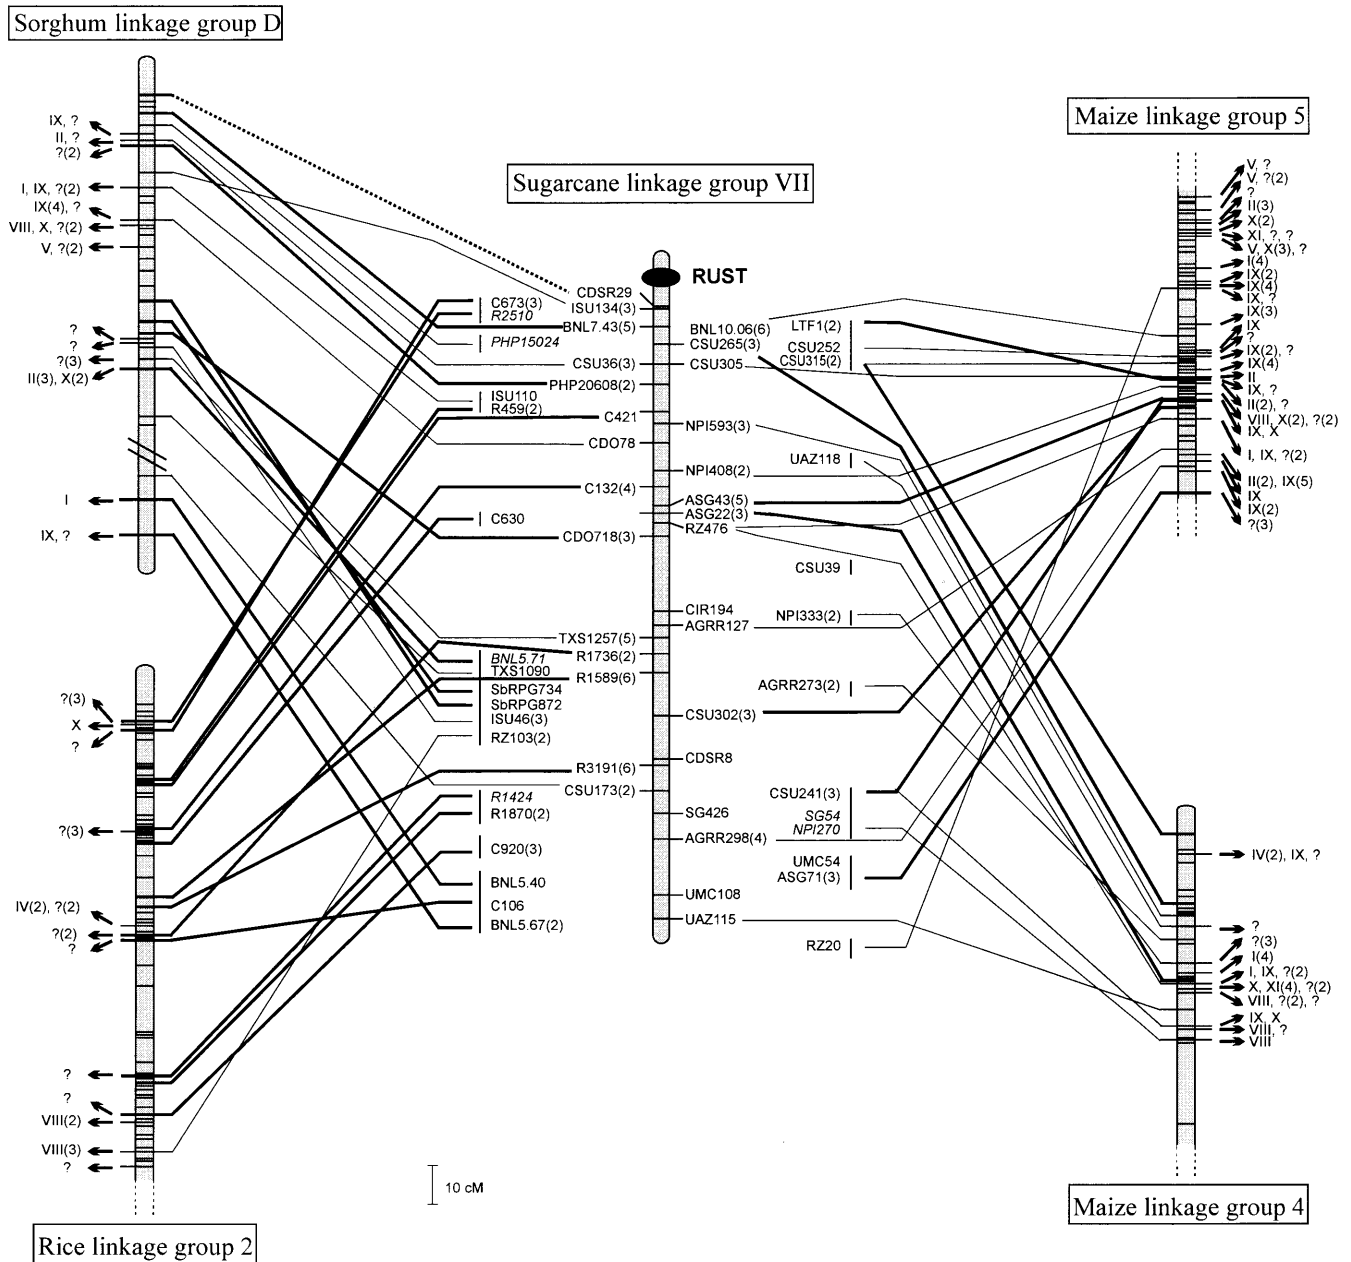 Sorghum linkage group D
IX, ?
II, ?
?(2)
I, IX, ?(2)
IX(4), ?
VIII, X, ?(2)
V, ?(2)
?
?
?(3)
II(3), X(2)
I
IX, ?
?(3)
X
?
?(3)
IV(2), ?(2)
?(2)
?
?
?
VIII(2)
VIII(3)
?
Rice linkage group 2
C673(3)
R2510
PHP15024
ISU110
R459(2)
C630
BNL5.71
TXS1090
SbRPG734
SbRPG872
ISU46(3)
RZ103(2)
R1424
R1870(2)
C920(3)
BNL5.40
C106
BNL5.67(2)
10 cM
Sugarcane linkage group VII
RUST
CDSR29
ISU134(3)
BNL7.43(5)
CSU36(3)
PHP20608(2)
C421
CDO78
C132(4)
CDO718(3)
TXS1257(5)
R1736(2)
R1589(6)
R3191(6)
CSU173(2)
BNL10.06(6)
CSU265(3)
CSU305
NPI593(3)
NPI408(2)
ASG43(5)
ASG22(3)
RZ476
CIR194
AGRR127
CSU302(3)
CDSR8
SG426
AGRR298(4)
UMC108
UAZ115
LTF1(2)
CSU252
CSU315(2)
UAZ118
CSU39
NPI333(2)
AGRR273(2)
CSU241(3)
SG54
NPI270
UMC54
ASG71(3)
RZ20
Maize linkage group 5
V, ?
V, ?(2)
?
II(3)
X(2)
XI, ?, ?
V, X(3), ?
I(4)
IX(2)
IX(4)
IX, ?
IX(3)
IX
?
IX(2), ?
IX(4)
II
IX, ?
II(2), ?
VIII, X(2), ?(2)
IX, X
I, IX, ?(2)
II(2), IX(5)
IX
IX(2)
?(3)
IV(2), IX, ?
?
?(3)
I(4)
I, IX, ?(2)
X, XI(4), ?(2)
VIII, ?(2), ?
IX, X
VIII, ?
VIII
Maize linkage group 4